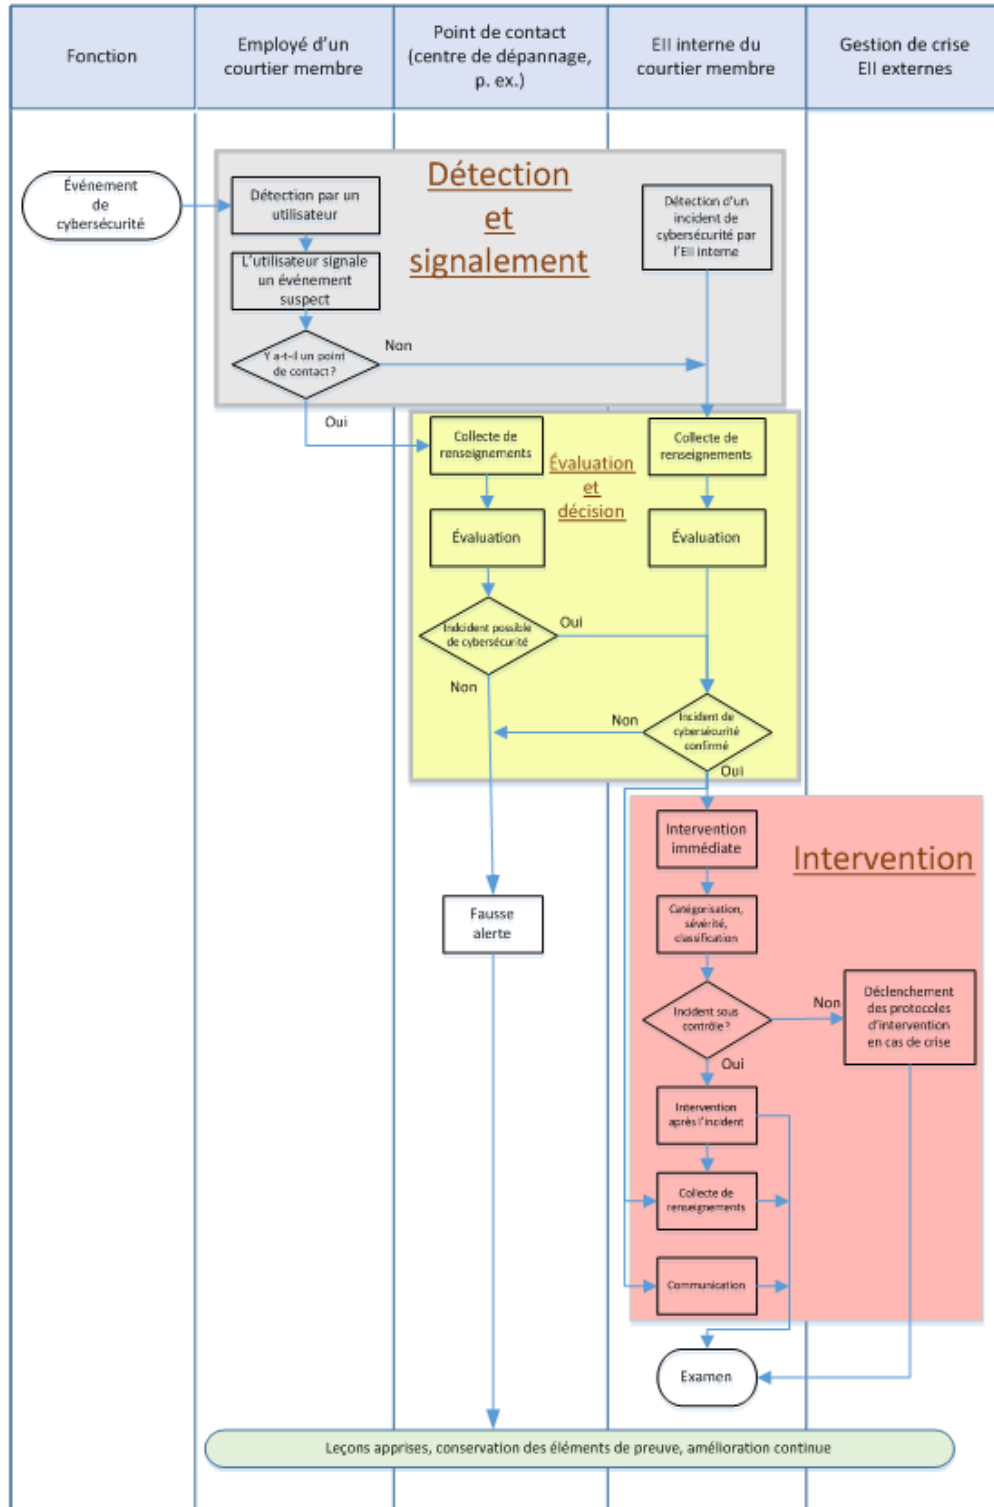 Fonction
Employé d'un
courtier membre
Point de contact
(centre de dépannage,
p. ex.)
EII interne du
courtier membre
Gestion de crise
EII externes
Détection
et
signalement
Événement
de
cybersécurité
Détection par un
utilisateur
Détection d'un
incident de
cybersécurité par
l'EII interne
L'utilisateur signale
un événement
suspect
Y a-t-il un point
de contact ?
Non
Oui
Collecte de
renseignements
Évaluation
et
décision
Collecte de
renseignements
Évaluation
Évaluation
Indcident possible
de cybersécurité
Oui
Non
Non
Incident de
cybersécurité
confirmé
Oui
Intervention
Intervention
immédiate
Fausse
alerte
Catégorisation,
sévérité,
classification
Incident sous
contrôle ?
Non
Déclenchement
des protocoles
d'intervention
en cas de crise
Oui
Intervention
après l'incident
Collecte de
renseignements
Communication
Examen
Leçons apprises, conservation des éléments de preuve, amélioration continue